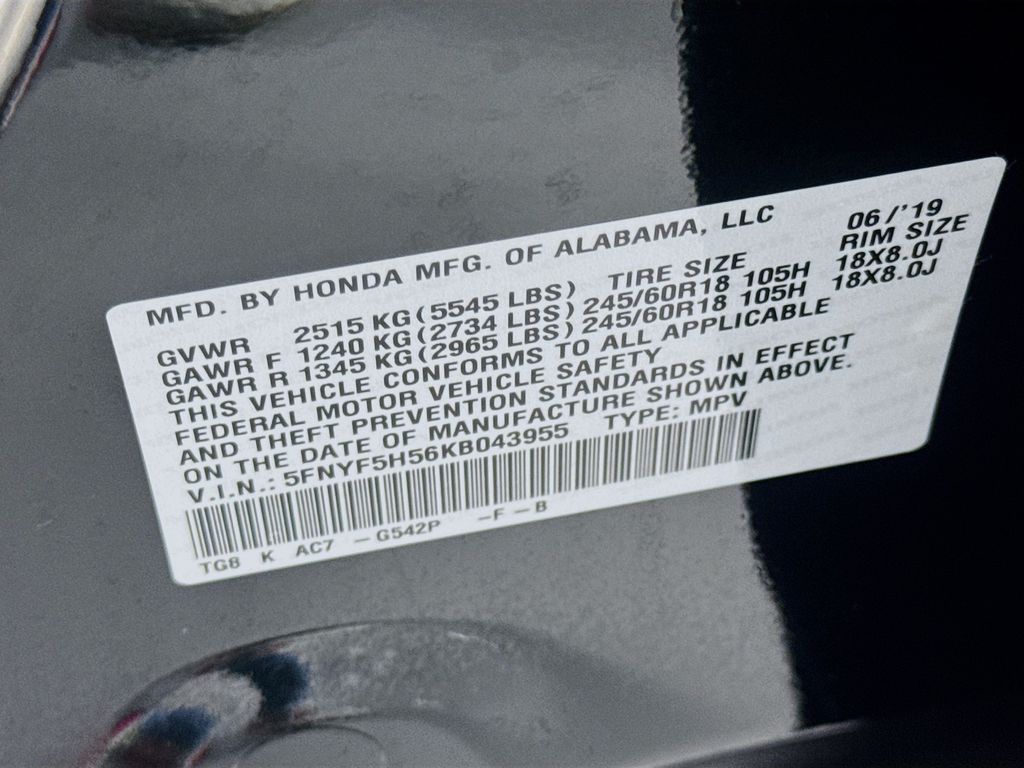 MFD. BY HONDA MFG. OF ALABAMA, LLC 06/'19
GVWR 2515 KG(5545 LBS) TIRE SIZE RIM SIZE
GAWR F 1240 KG(2734 LBS) 245/60R18 105H 18X8.0J
GAWR R 1345 KG(2965 LBS) 245/60R18 105H 18X8.0J
THIS VEHICLE CONFORMS TO ALL APPLICABLE
FEDERAL MOTOR VEHICLE SAFETY
AND THEFT PREVENTION STANDARDS IN EFFECT
ON THE DATE OF MANUFACTURE SHOWN ABOVE.
V.I.N.: 5FNYF5H56KB043955 TYPE: MPV
TG8 K AC7 -G542P -F-B